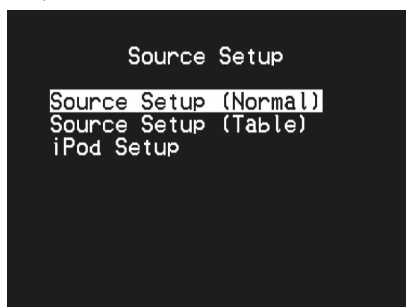 Source Setup
Source Setup (Normal)
Source Setup (Table)
iPod Setup